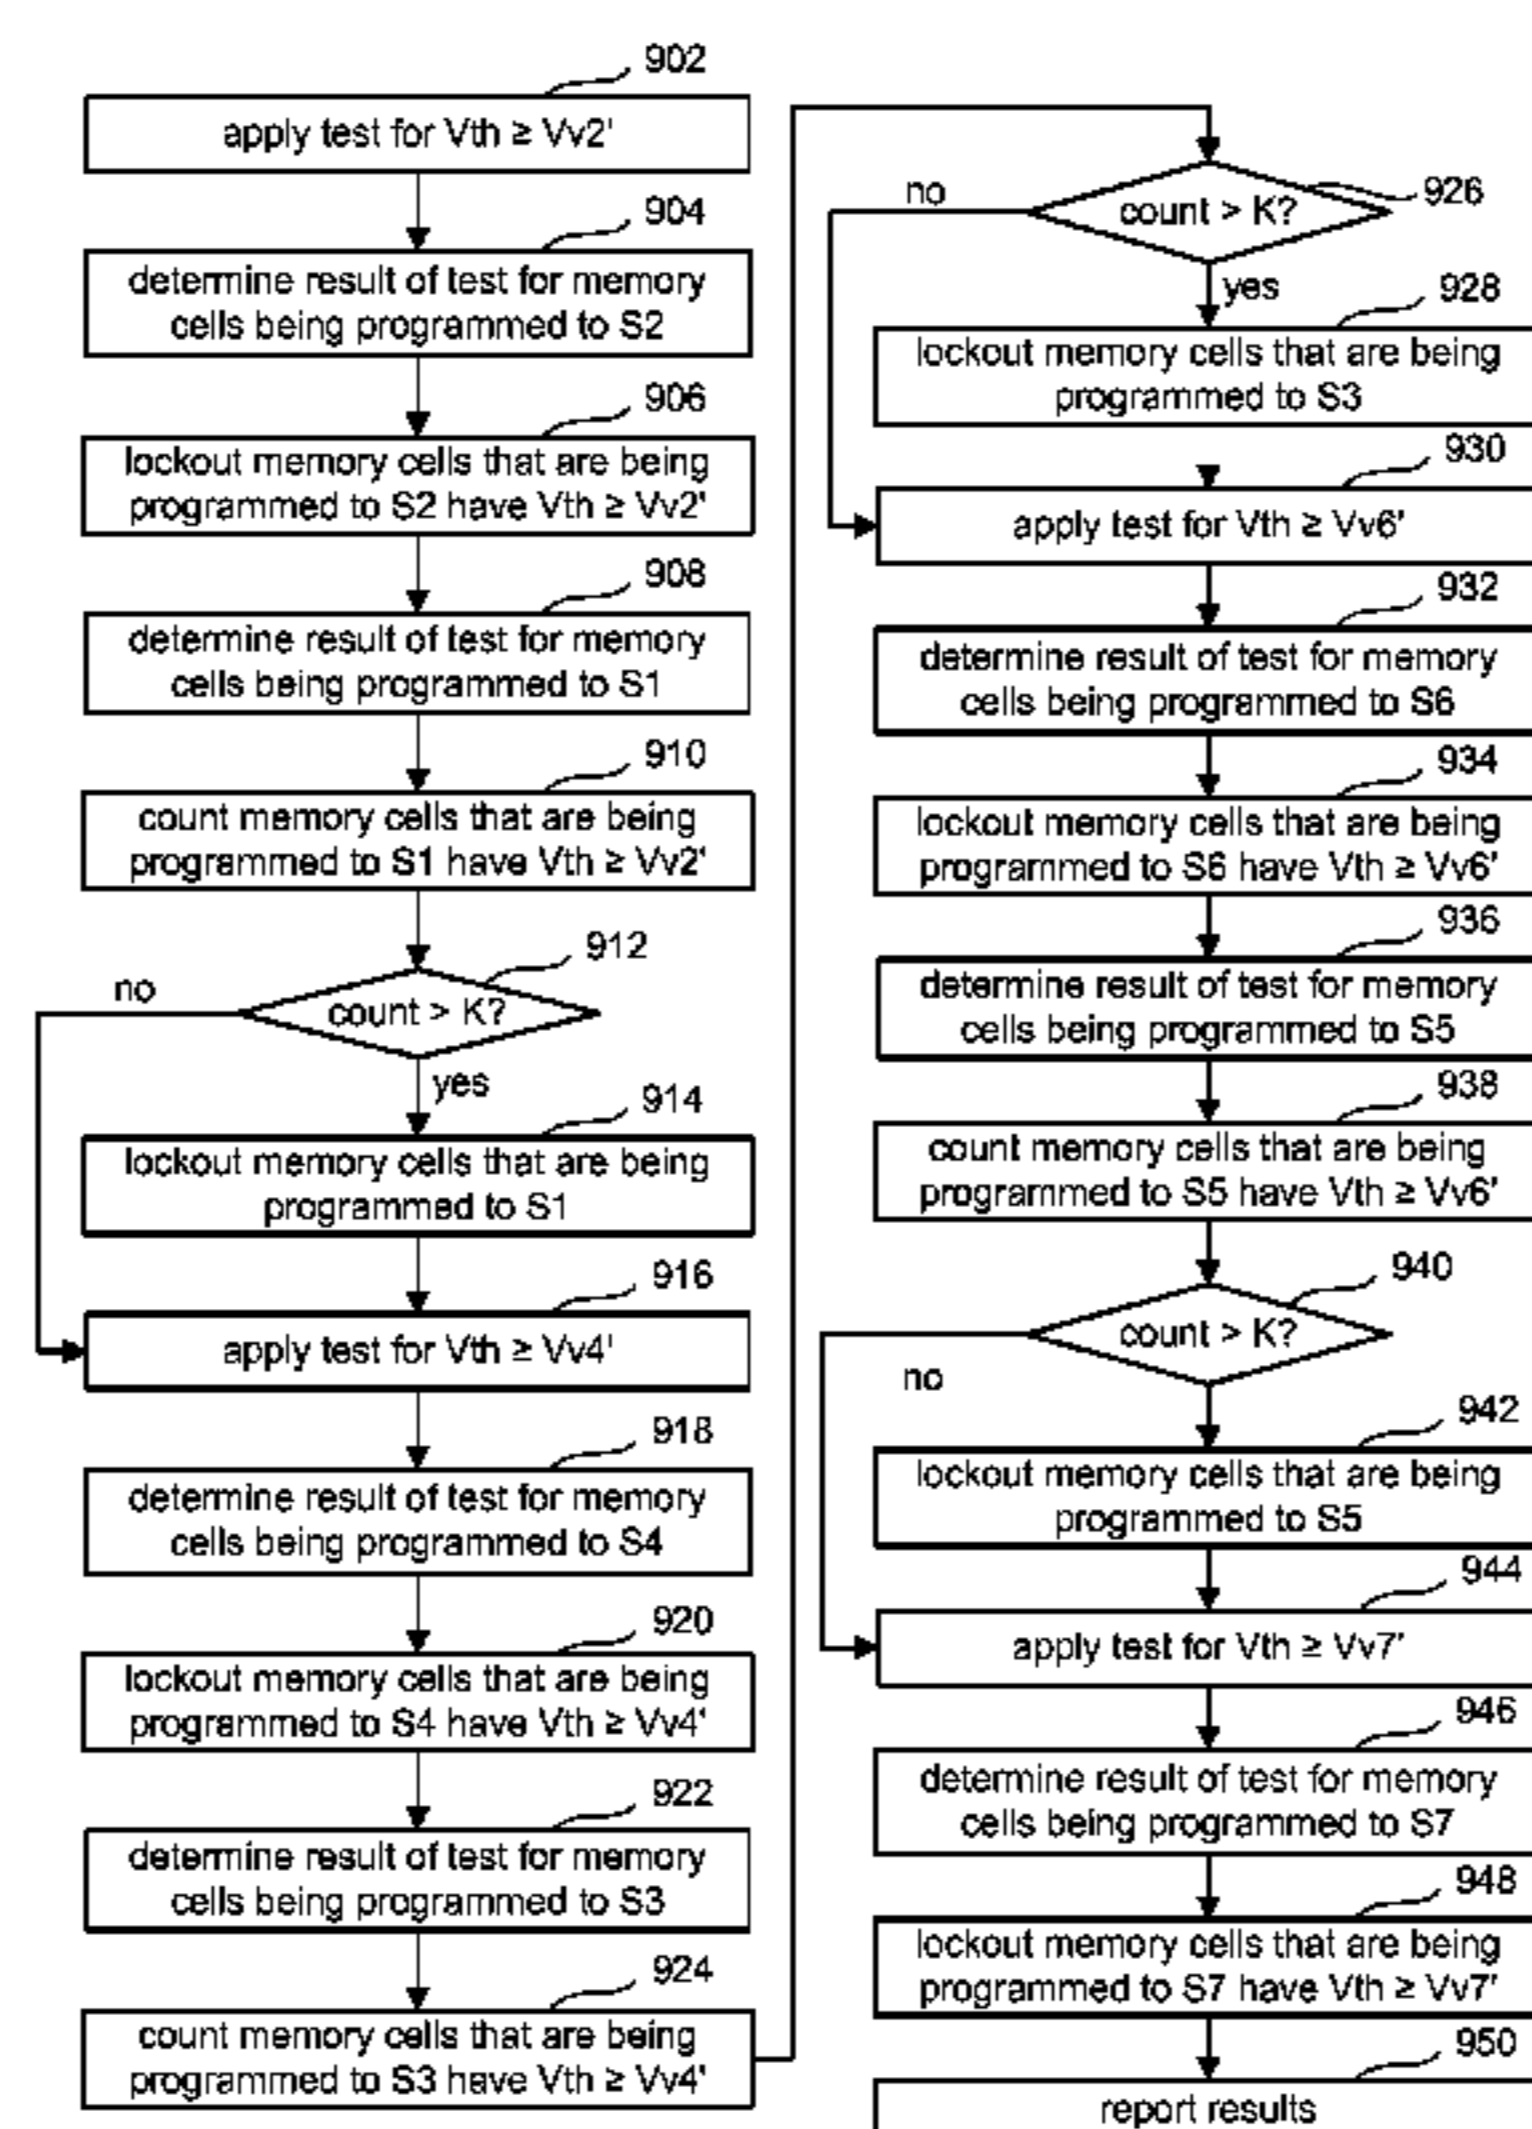 902
apply test for Vth ≥ Vv2'
904
determine result of test for memory
cells being programmed to S2
906
lockout memory cells that are being
programmed to S2 have Vth ≥ Vv2'
908
determine result of test for memory
cells being programmed to S1
910
count memory cells that are being
programmed to S1 have Vth ≥ Vv2'
912
no
count > K?
yes
914
lockout memory cells that are being
programmed to S1
916
apply test for Vth ≥ Vv4'
918
determine result of test for memory
cells being programmed to S4
920
lockout memory cells that are being
programmed to S4 have Vth ≥ Vv4'
922
determine result of test for memory
cells being programmed to S3
924
count memory cells that are being
programmed to S3 have Vth ≥ Vv4'
926
no
count > K?
yes
928
lockout memory cells that are being
programmed to S3
930
apply test for Vth ≥ Vv6'
932
determine result of test for memory
cells being programmed to S6
934
lockout memory cells that are being
programmed to S6 have Vth ≥ Vv6'
936
determine result of test for memory
cells being programmed to S5
938
count memory cells that are being
programmed to S5 have Vth ≥ Vv6'
940
count > K?
no
942
lockout memory cells that are being
programmed to S5
944
apply test for Vth ≥ Vv7'
946
determine result of test for memory
cells being programmed to S7
948
lockout memory cells that are being
programmed to S7 have Vth ≥ Vv7'
950
report results